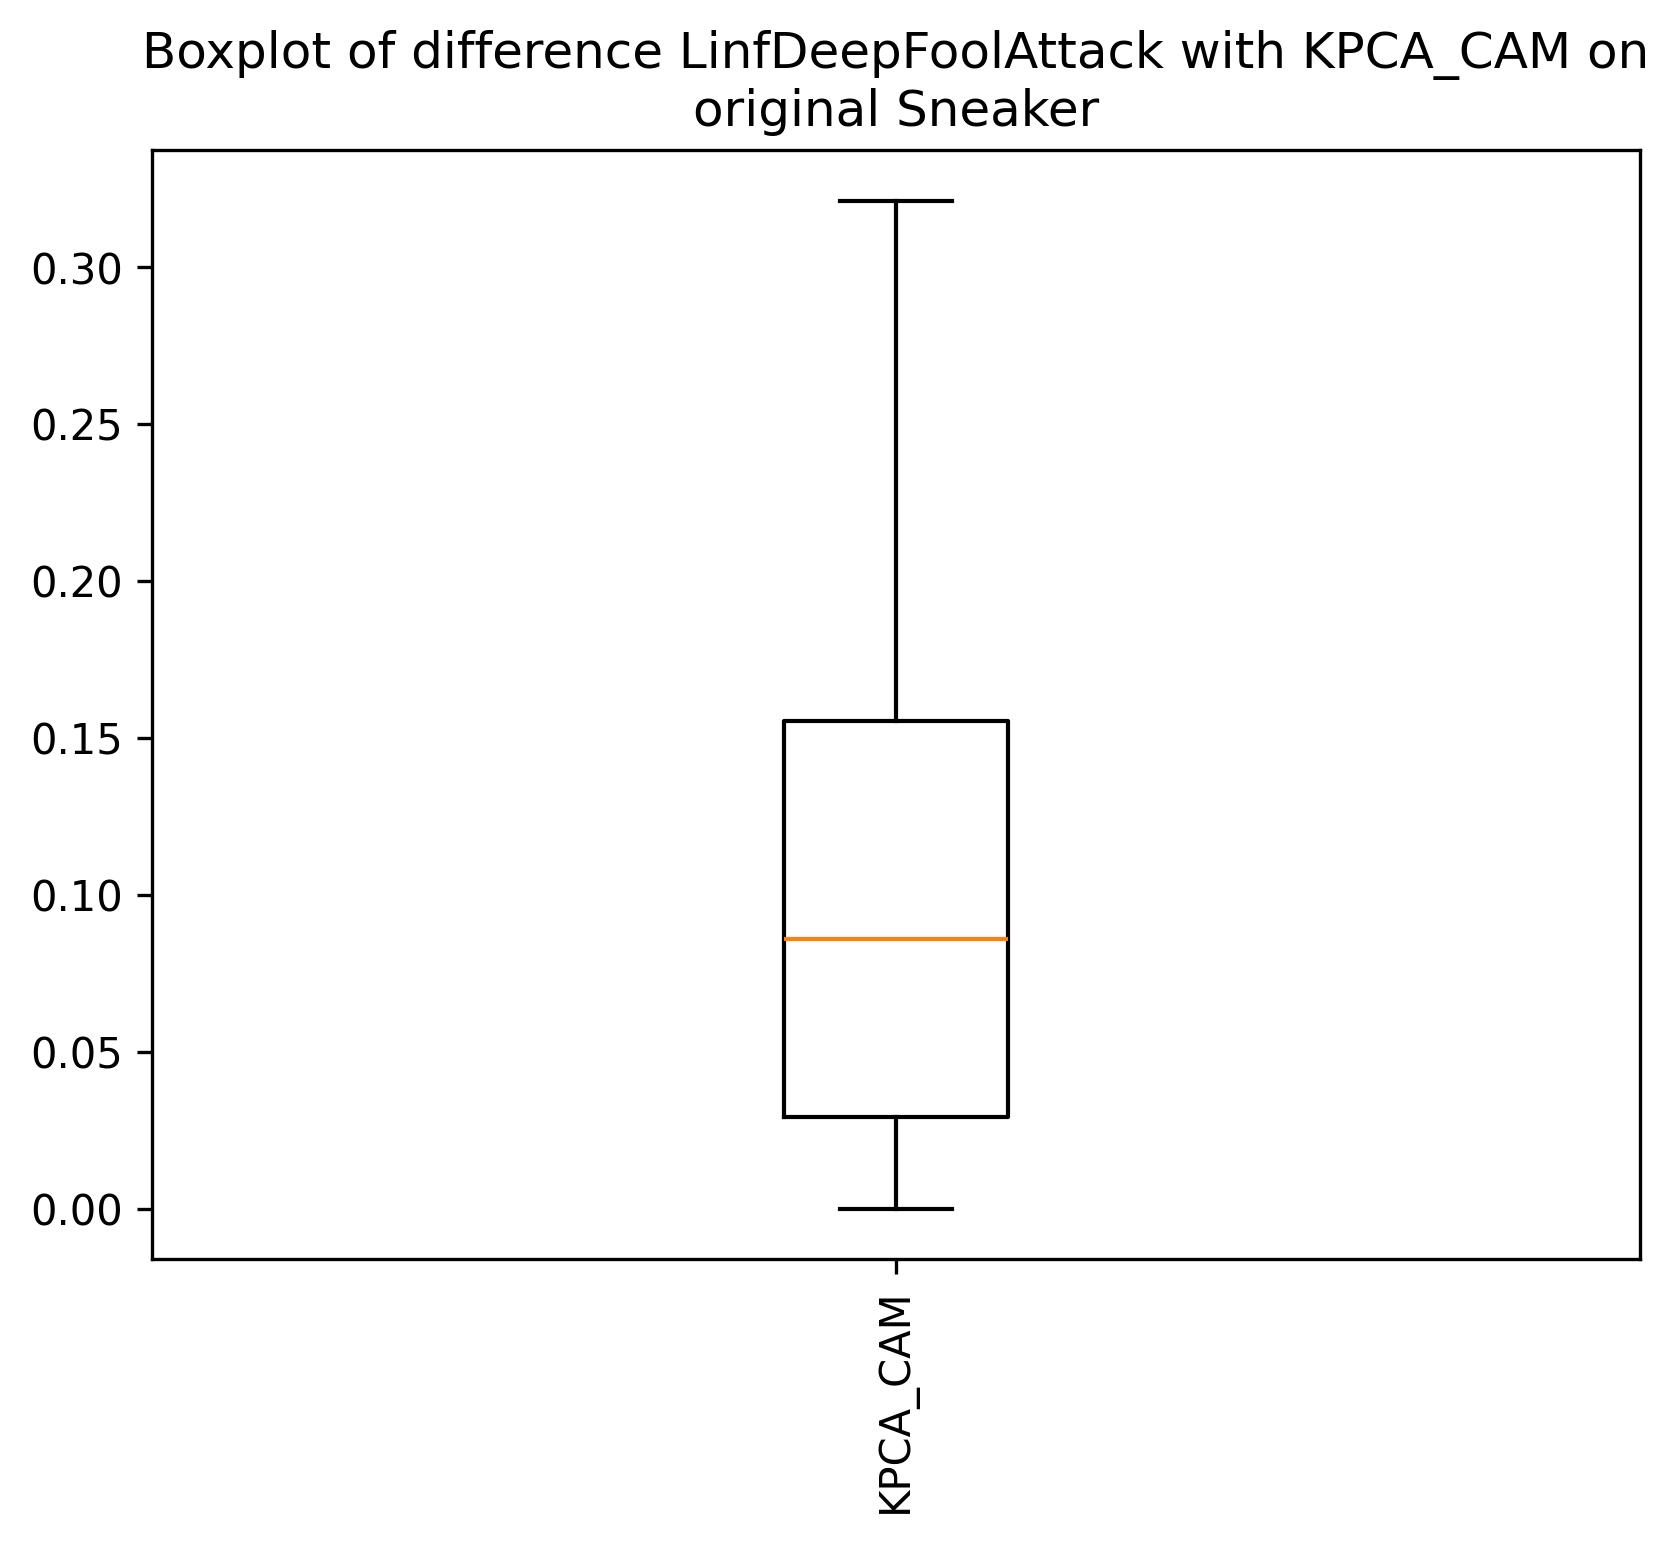 Boxplot of difference LinfDeepFoolAttack with KPCA_CAM on
original Sneaker
0.30
0.25
0.20
0.15
0.10
0.05
0.00
KPCA_CAM